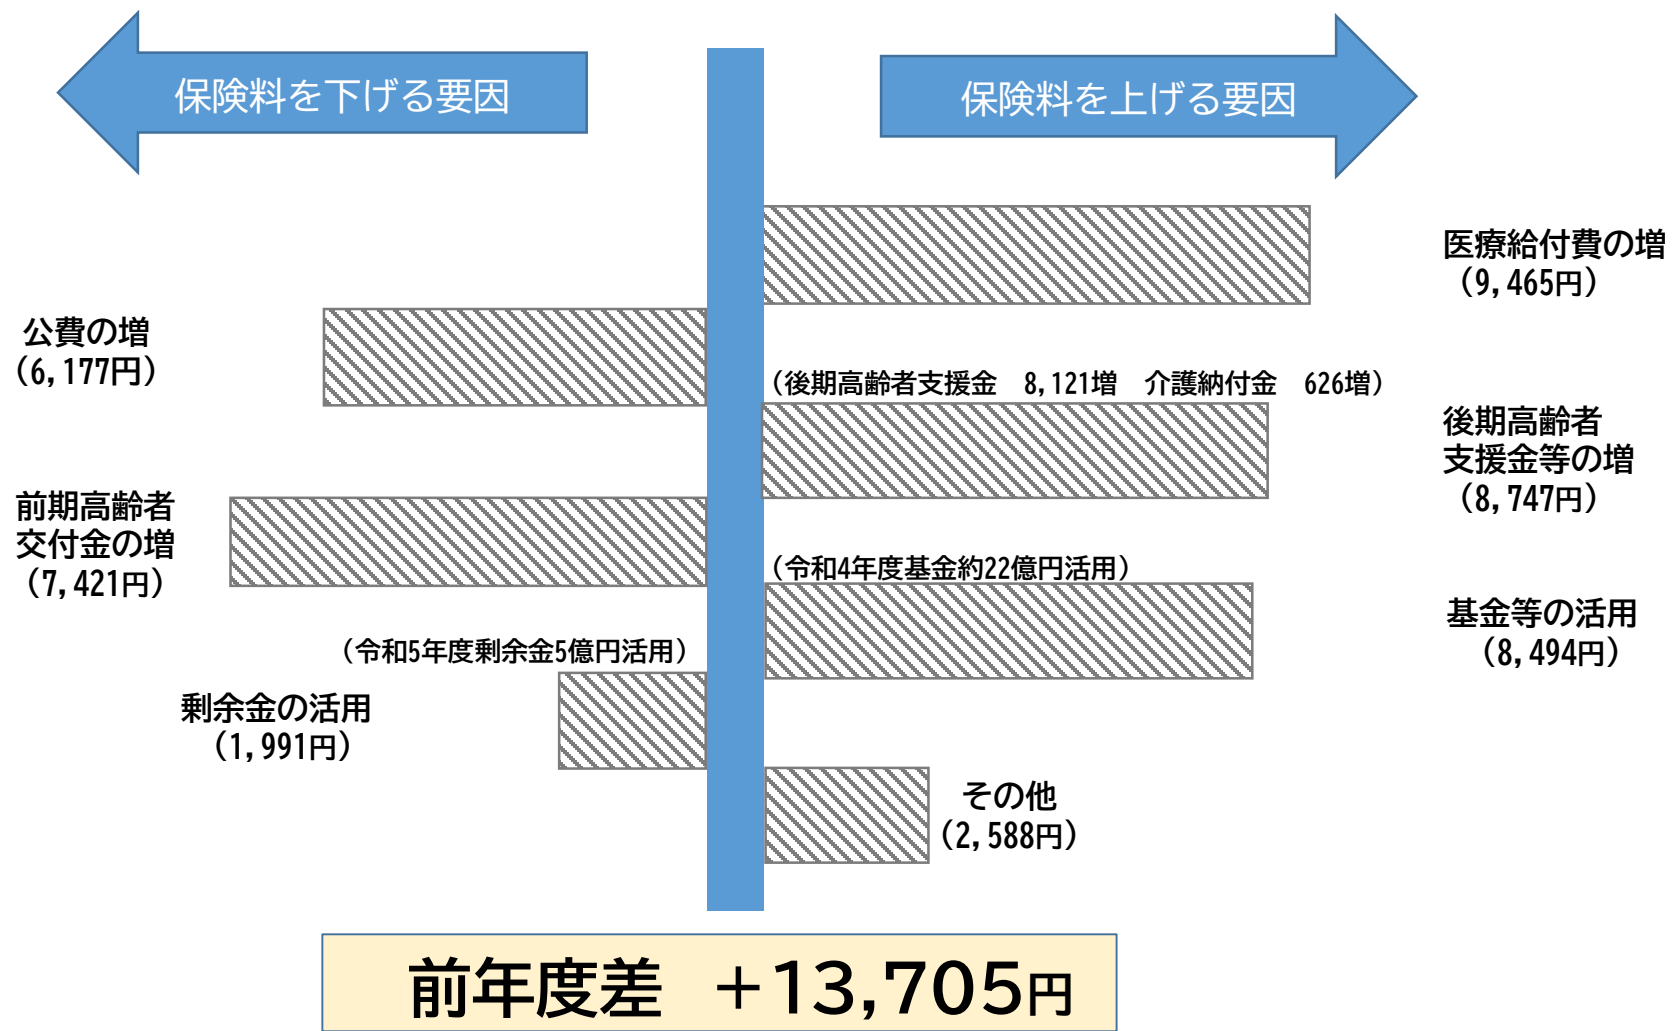 保険料を下げる要因
保険料を上げる要因
医療給付費の増
(9,465円)
公費の増
(6,177円)
(後期高齢者支援金　8,121増　介護納付金　626増)
後期高齢者
支援金等の増
(8,747円)
前期高齢者
交付金の増
(7,421円)
(令和4年度基金約22億円活用)
基金等の活用
(8,494円)
(令和5年度剰余金5億円活用)
剰余金の活用
(1,991円)
その他
(2,588円)
前年度差　+13,705円